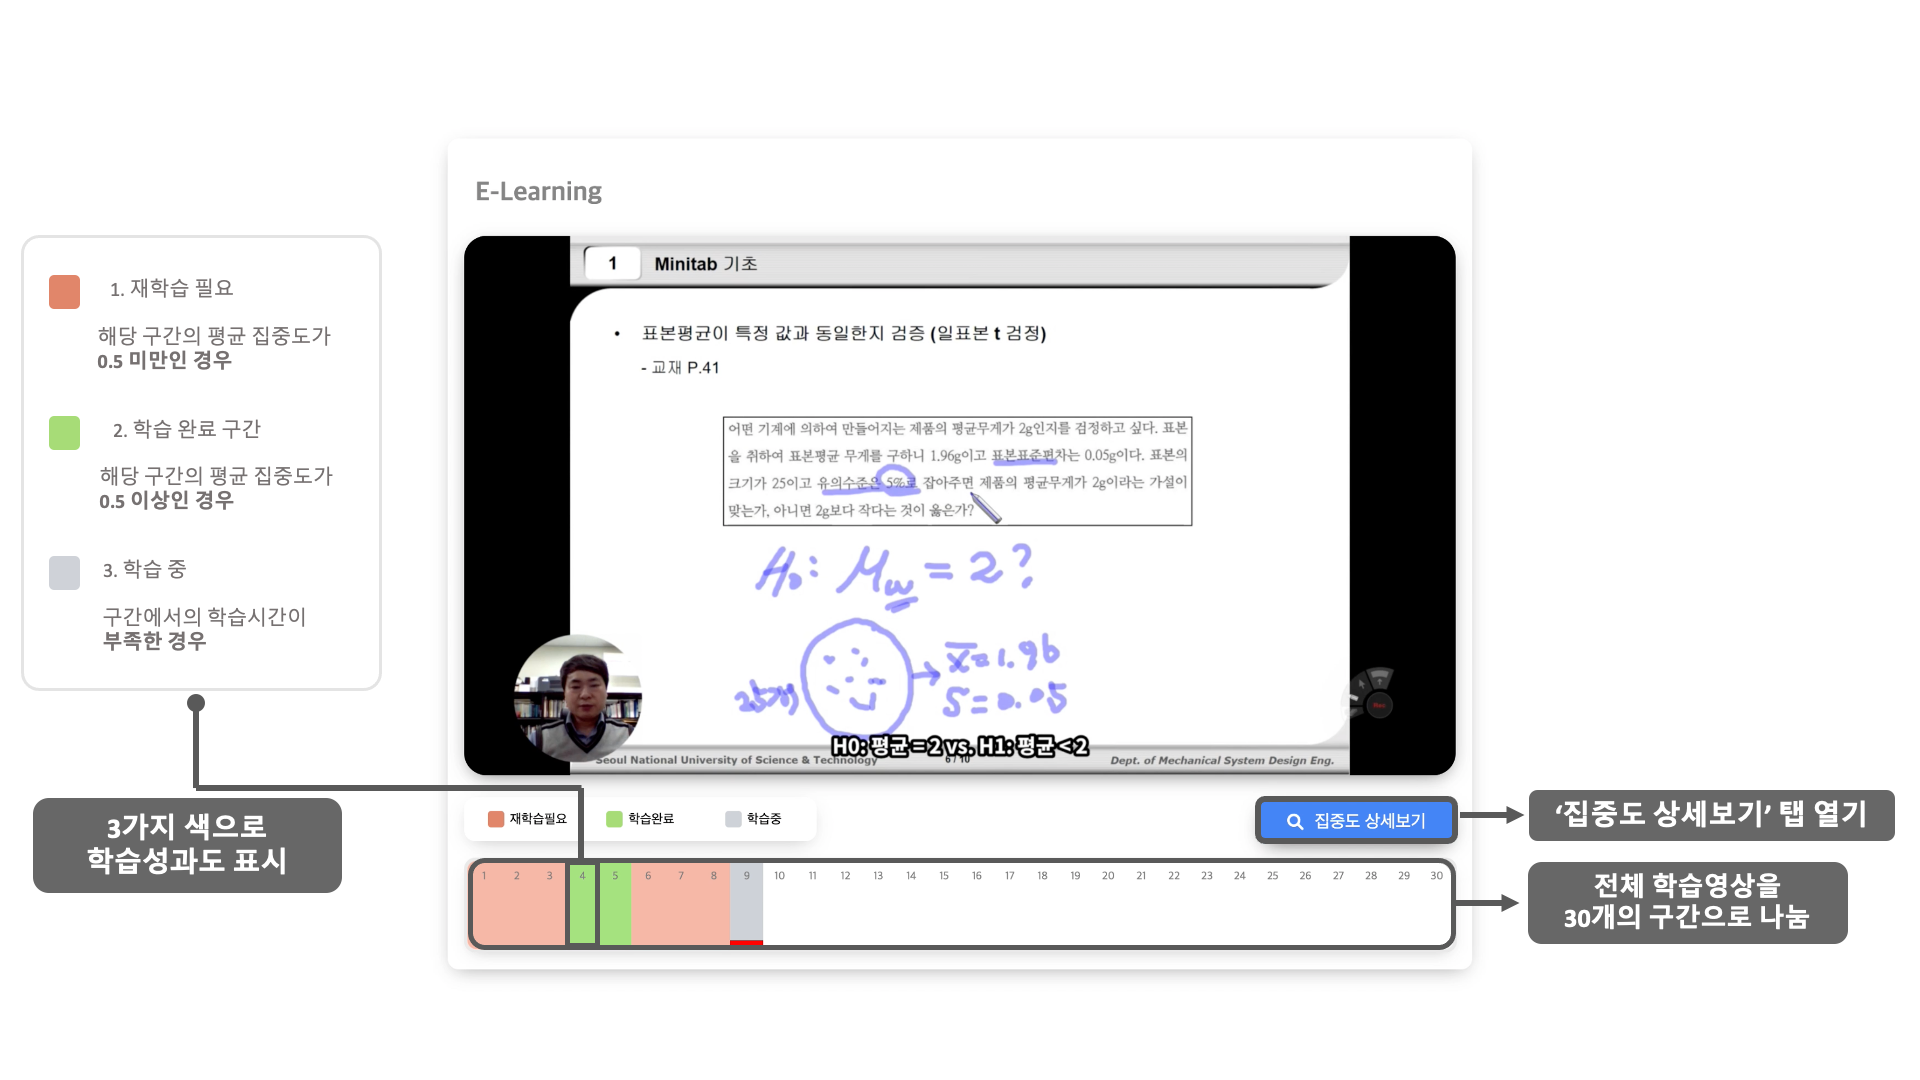 E-Learning
1. 재학습 필요
해당 구간의 평균 집중도가
0.5 미만인 경우
2. 학습 완료 구간
해당 구간의 평균 집중도가
0.5 이상인 경우
3. 학습 중
구간에서의 학습시간이
부족한 경우
3가지 색으로
학습성과도 표시
1 Minitab 기초
• 표본평균이 특정 값과 동일한지 검증 (일표본 t 검정)
- 교재 P.41
어떤 기계에 의하여 만들어지는 제품의 평균무게가 2g인지를 검정하고 싶다. 표본
을 취하여 표본평균 무게를 구하니 1.96g이고 표본표준편차는 0.05g이다. 표본의
크기가 25이고 유의수준은 5%로 잡아주면 제품의 평균무게가 2g이라는 가설이
맞는가, 아니면 2g보다 작다는 것이 옳은가?
H₀: μw = 2?
25개 → x̄=1.96
S=0.05
H0: 평균 = 2 vs. H1: 평균 < 2
Seoul National University of Science & Technology 6 / 10 Dept. of Mechanical System Design Eng.
재학습필요 학습완료 학습중
집중도 상세보기
‘집중도 상세보기’ 탭 열기
1 2 3 4 5 6 7 8 9 10 11 12 13 14 15 16 17 18 19 20 21 22 23 24 25 26 27 28 29 30
전체 학습영상을
30개의 구간으로 나눔